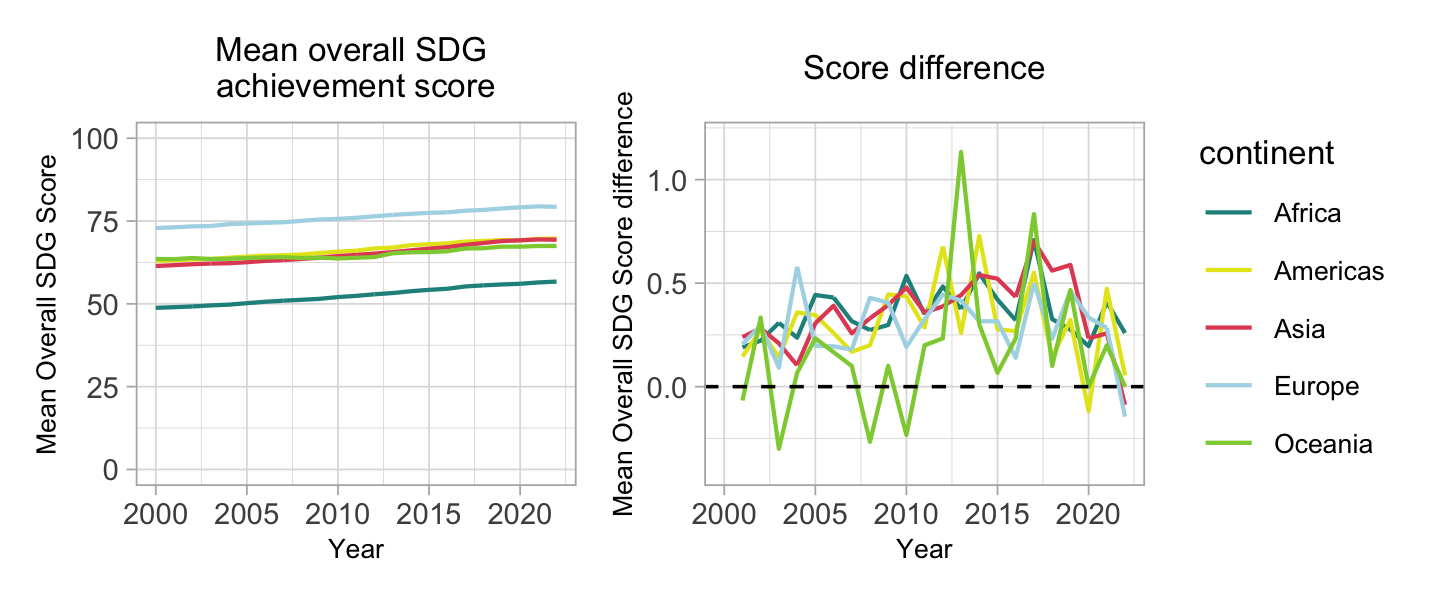 Mean overall SDG
achievement score
Mean Overall SDG Score
100
75
50
25
0
2000 2005 2010 2015 2020
Year
Score difference
Mean Overall SDG Score difference
1.0
0.5
0.0
2000 2005 2010 2015 2020
Year
continent
Africa
Americas
Asia
Europe
Oceania